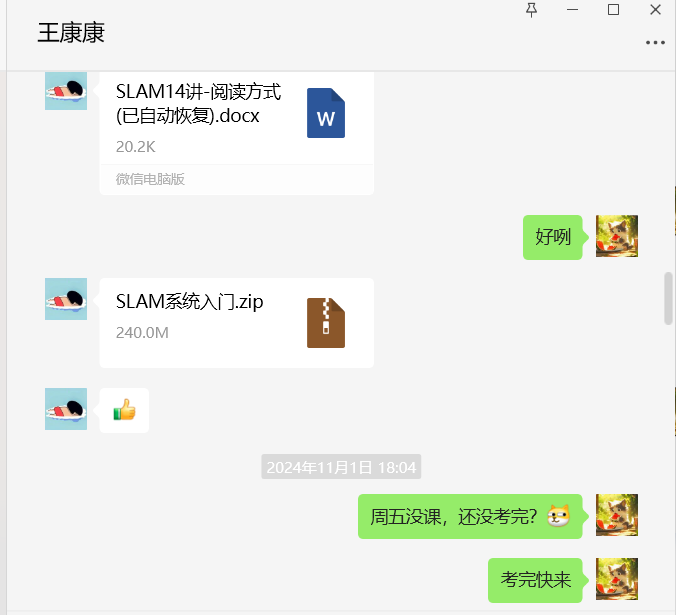 王康康
SLAM14讲-阅读方式
(已自动恢复).docx
20.2K
W
微信电脑版
好咧
SLAM系统入门.zip
240.0M
2024年11月1日 18:04
周五没课，还没考完？
考完快来